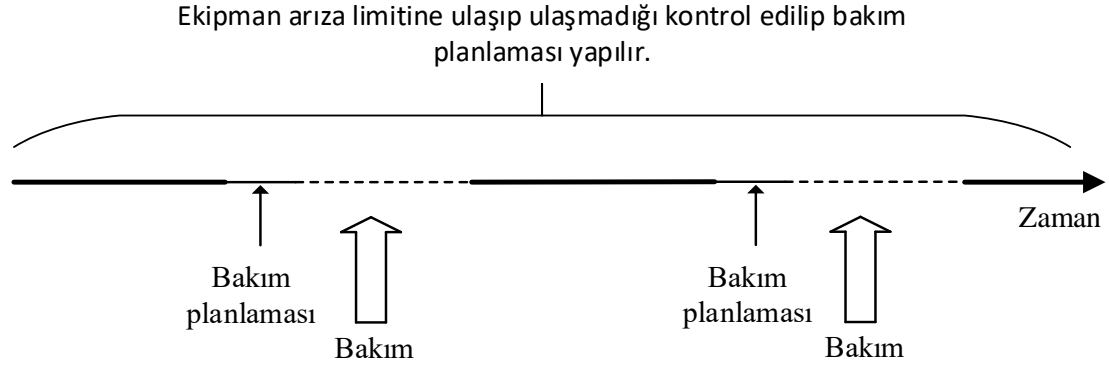 Ekipman arıza limitine ulaşıp ulaşmadığı kontrol edilip bakım
planlaması yapılır.
Zaman
Bakım
planlaması
Bakım
Bakım
planlaması
Bakım